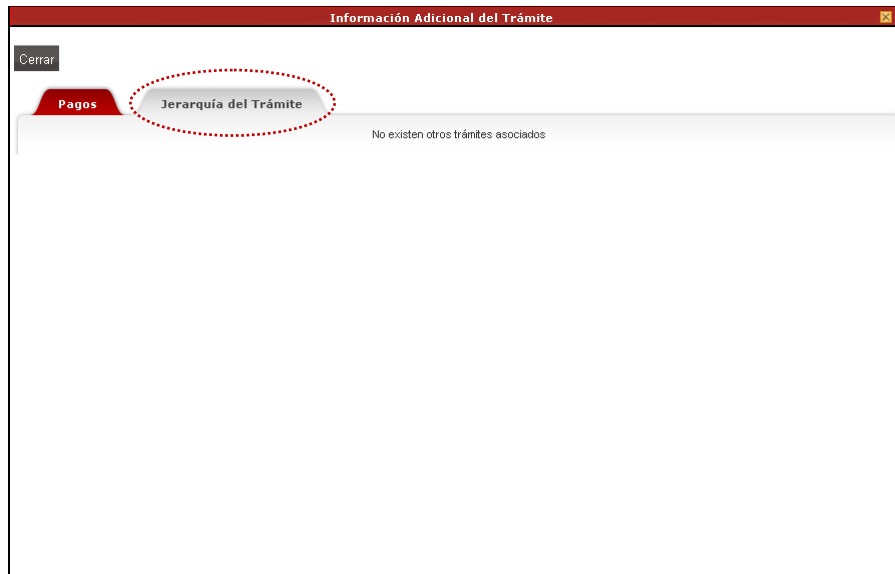 Información Adicional del Trámite
Cerrar
Pagos
Jerarquía del Trámite
No existen otros trámites asociados